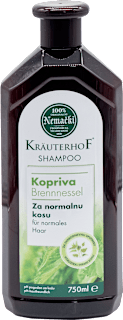 100%
Nemački
KRÄUTERHOF
SHAMPOO
Kopriva
Brennnessel
Za normalnu
kosu
für normales
Haar
750ml e